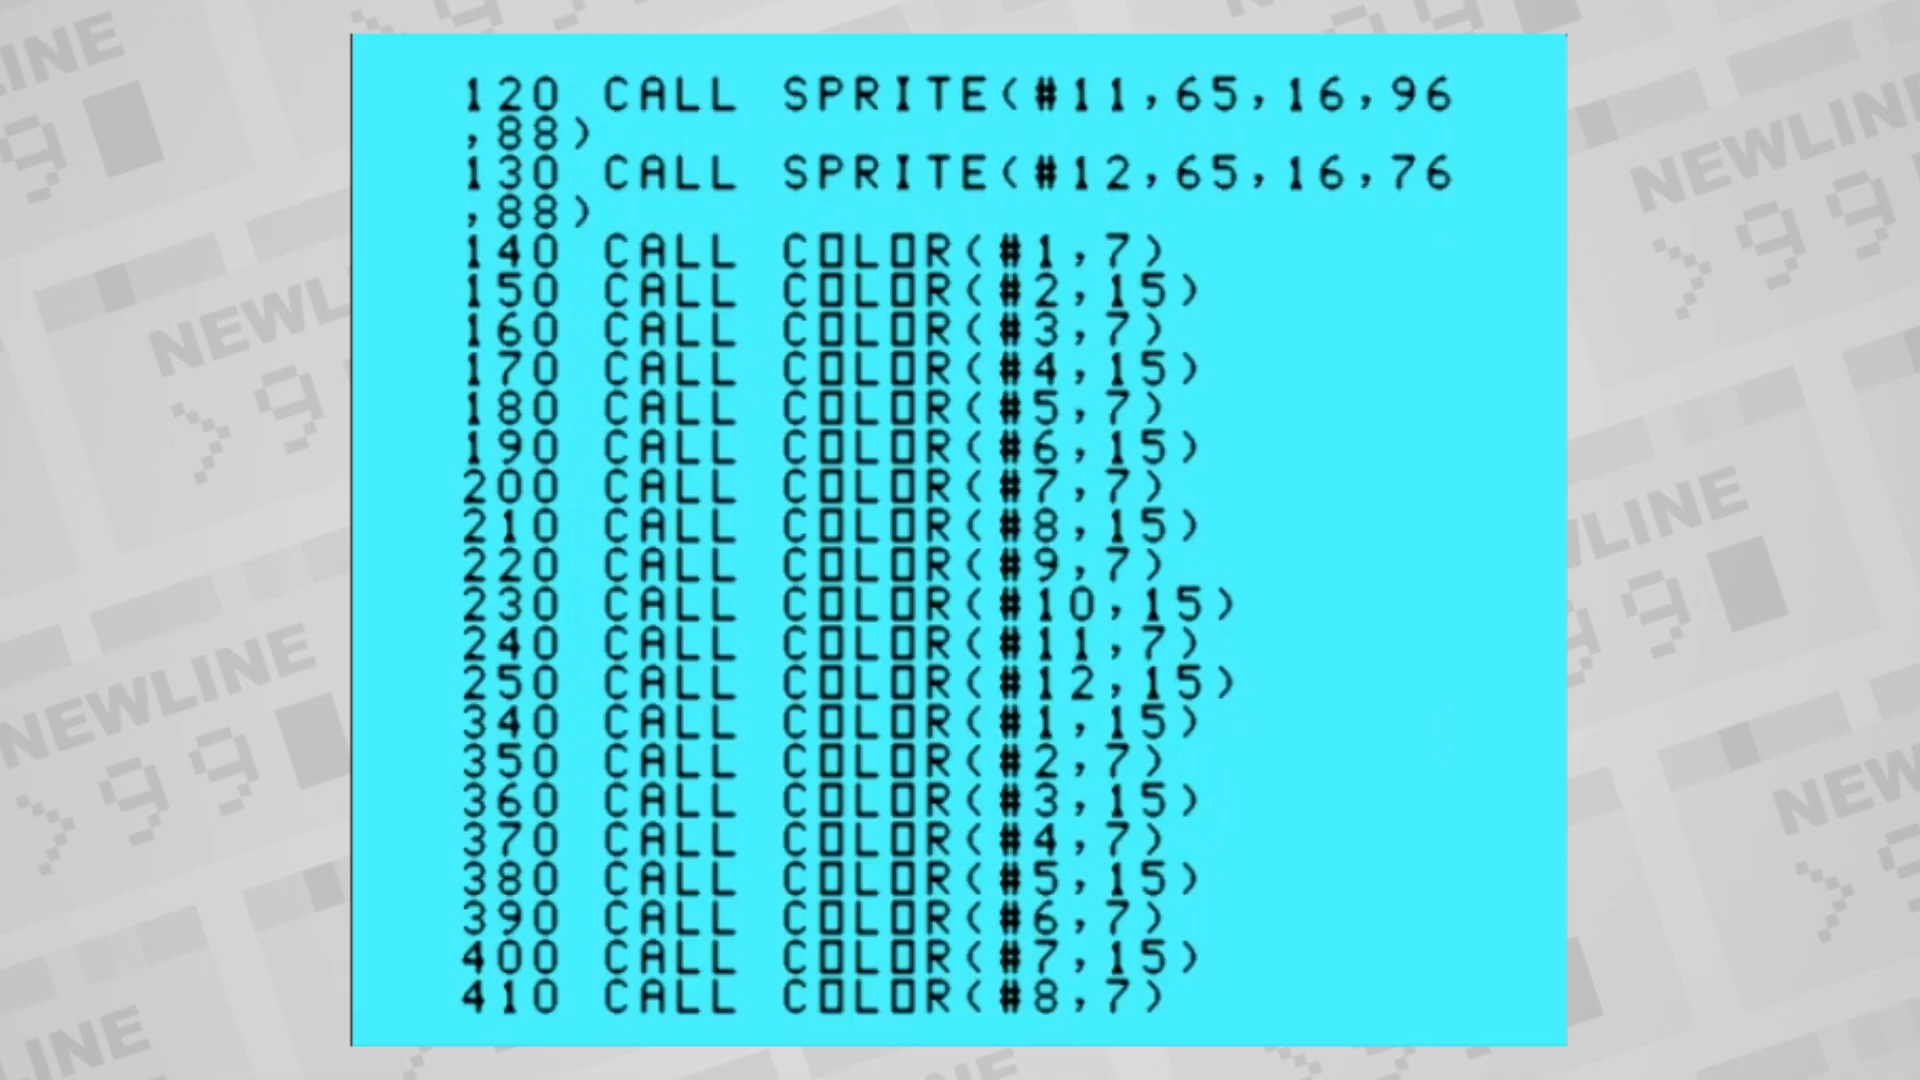 120 CALL SPRITE(#11,65,16,96
,88)
130 CALL SPRITE(#12,65,16,76
,88)
140 CALL COLOR(#1,7)
150 CALL COLOR(#2,15)
160 CALL COLOR(#3,7)
170 CALL COLOR(#4,15)
180 CALL COLOR(#5,7)
190 CALL COLOR(#6,15)
200 CALL COLOR(#7,7)
210 CALL COLOR(#8,15)
220 CALL COLOR(#9,7)
230 CALL COLOR(#10,15)
240 CALL COLOR(#11,7)
250 CALL COLOR(#12,15)
340 CALL COLOR(#1,15)
350 CALL COLOR(#2,7)
360 CALL COLOR(#3,15)
370 CALL COLOR(#4,7)
380 CALL COLOR(#5,15)
390 CALL COLOR(#6,7)
400 CALL COLOR(#7,15)
410 CALL COLOR(#8,7)
NEWLINE
>99
NEWLINE
>99